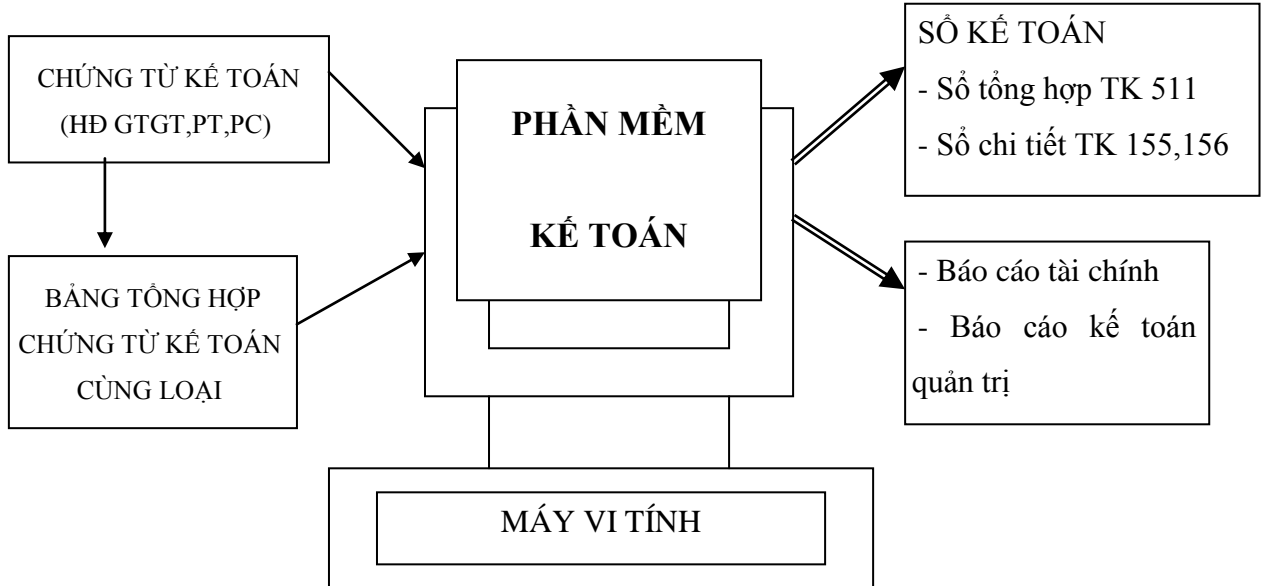 CHỨNG TỪ KẾ TOÁN
(HĐ GTGT,PT,PC)
BẢNG TỔNG HỢP
CHỨNG TỪ KẾ TOÁN
CÙNG LOẠI
PHẦN MỀM
KẾ TOÁN
MÁY VI TÍNH
SỔ KẾ TOÁN
- Sổ tổng hợp TK 511
- Sổ chi tiết TK 155,156
- Báo cáo tài chính
- Báo cáo kế toán
quản trị